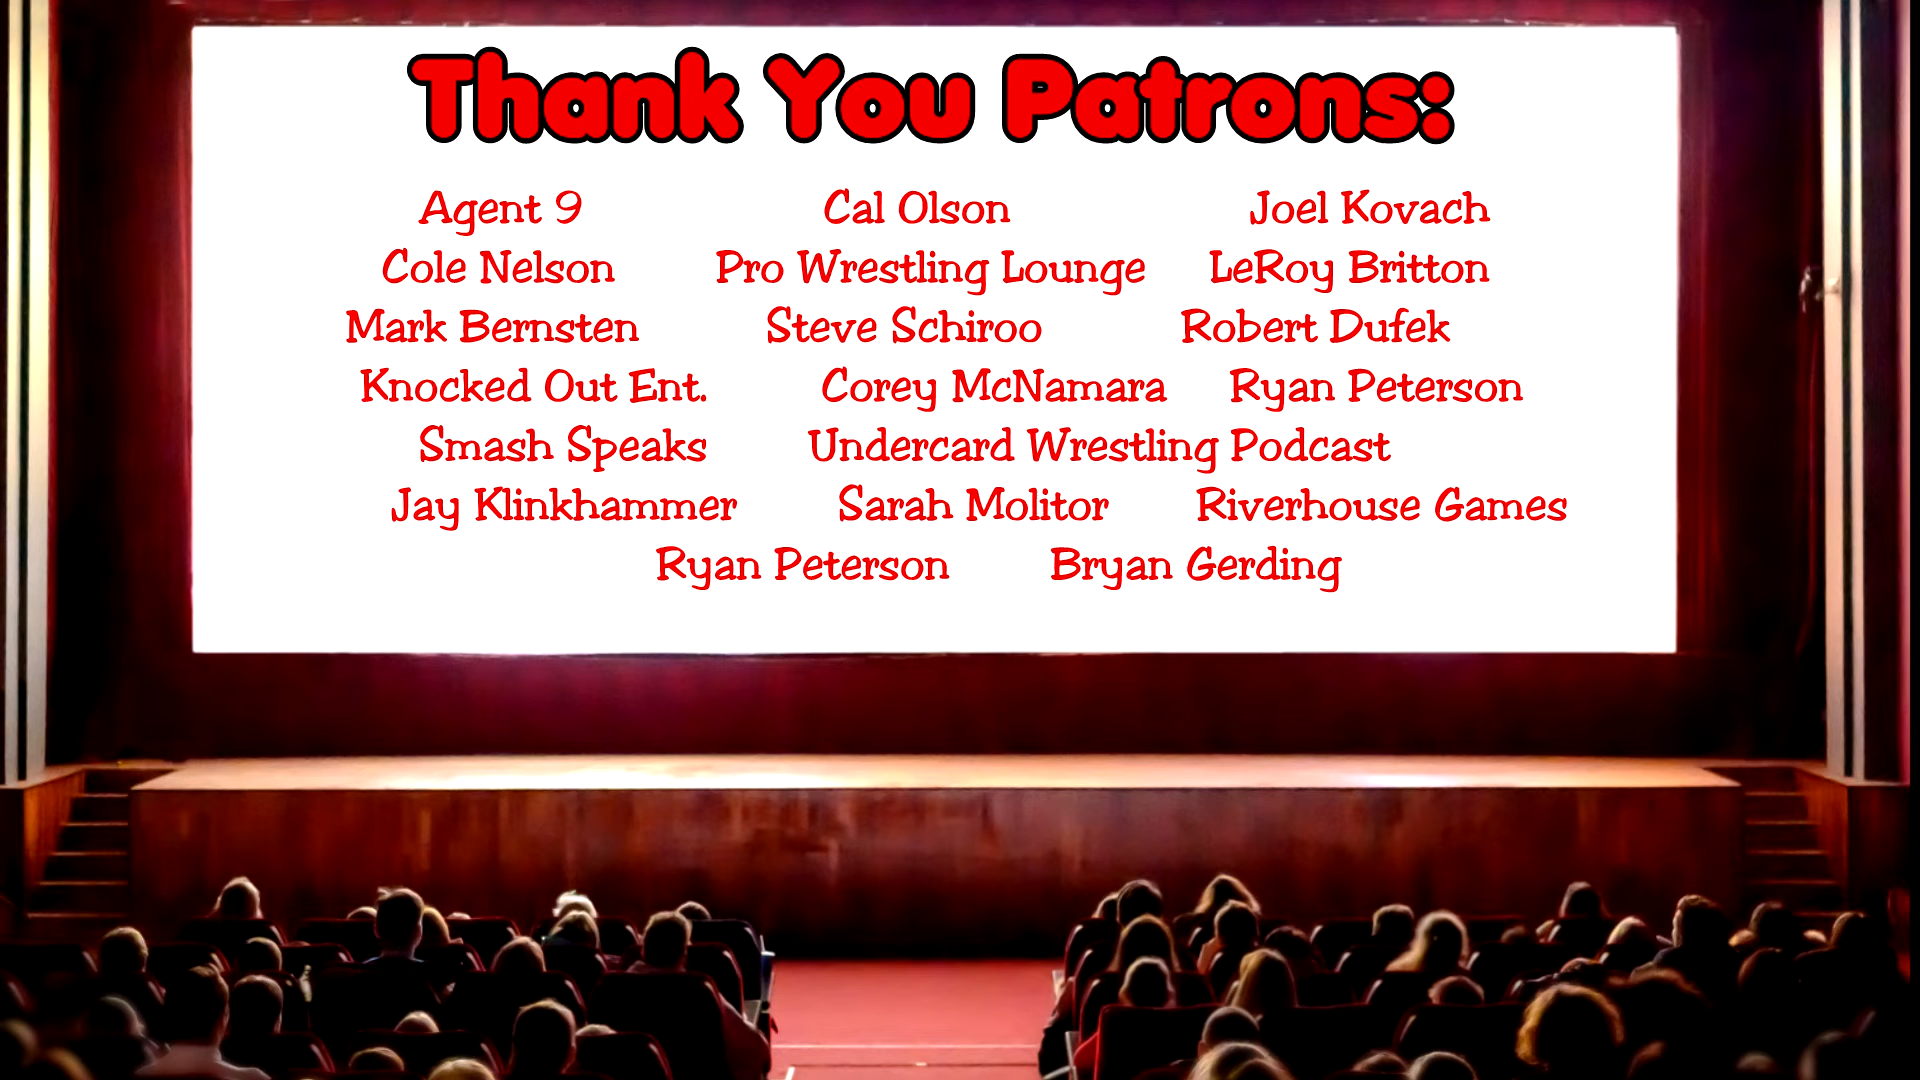 Thank You Patrons:
Agent 9 Cal Olson Joel Kovach
Cole Nelson Pro Wrestling Lounge LeRoy Britton
Mark Bernsten Steve Schiroo Robert Dufek
Knocked Out Ent. Corey McNamara Ryan Peterson
Smash Speaks Undercard Wrestling Podcast
Jay Klinkhammer Sarah Molitor Riverhouse Games
Ryan Peterson Bryan Gerding